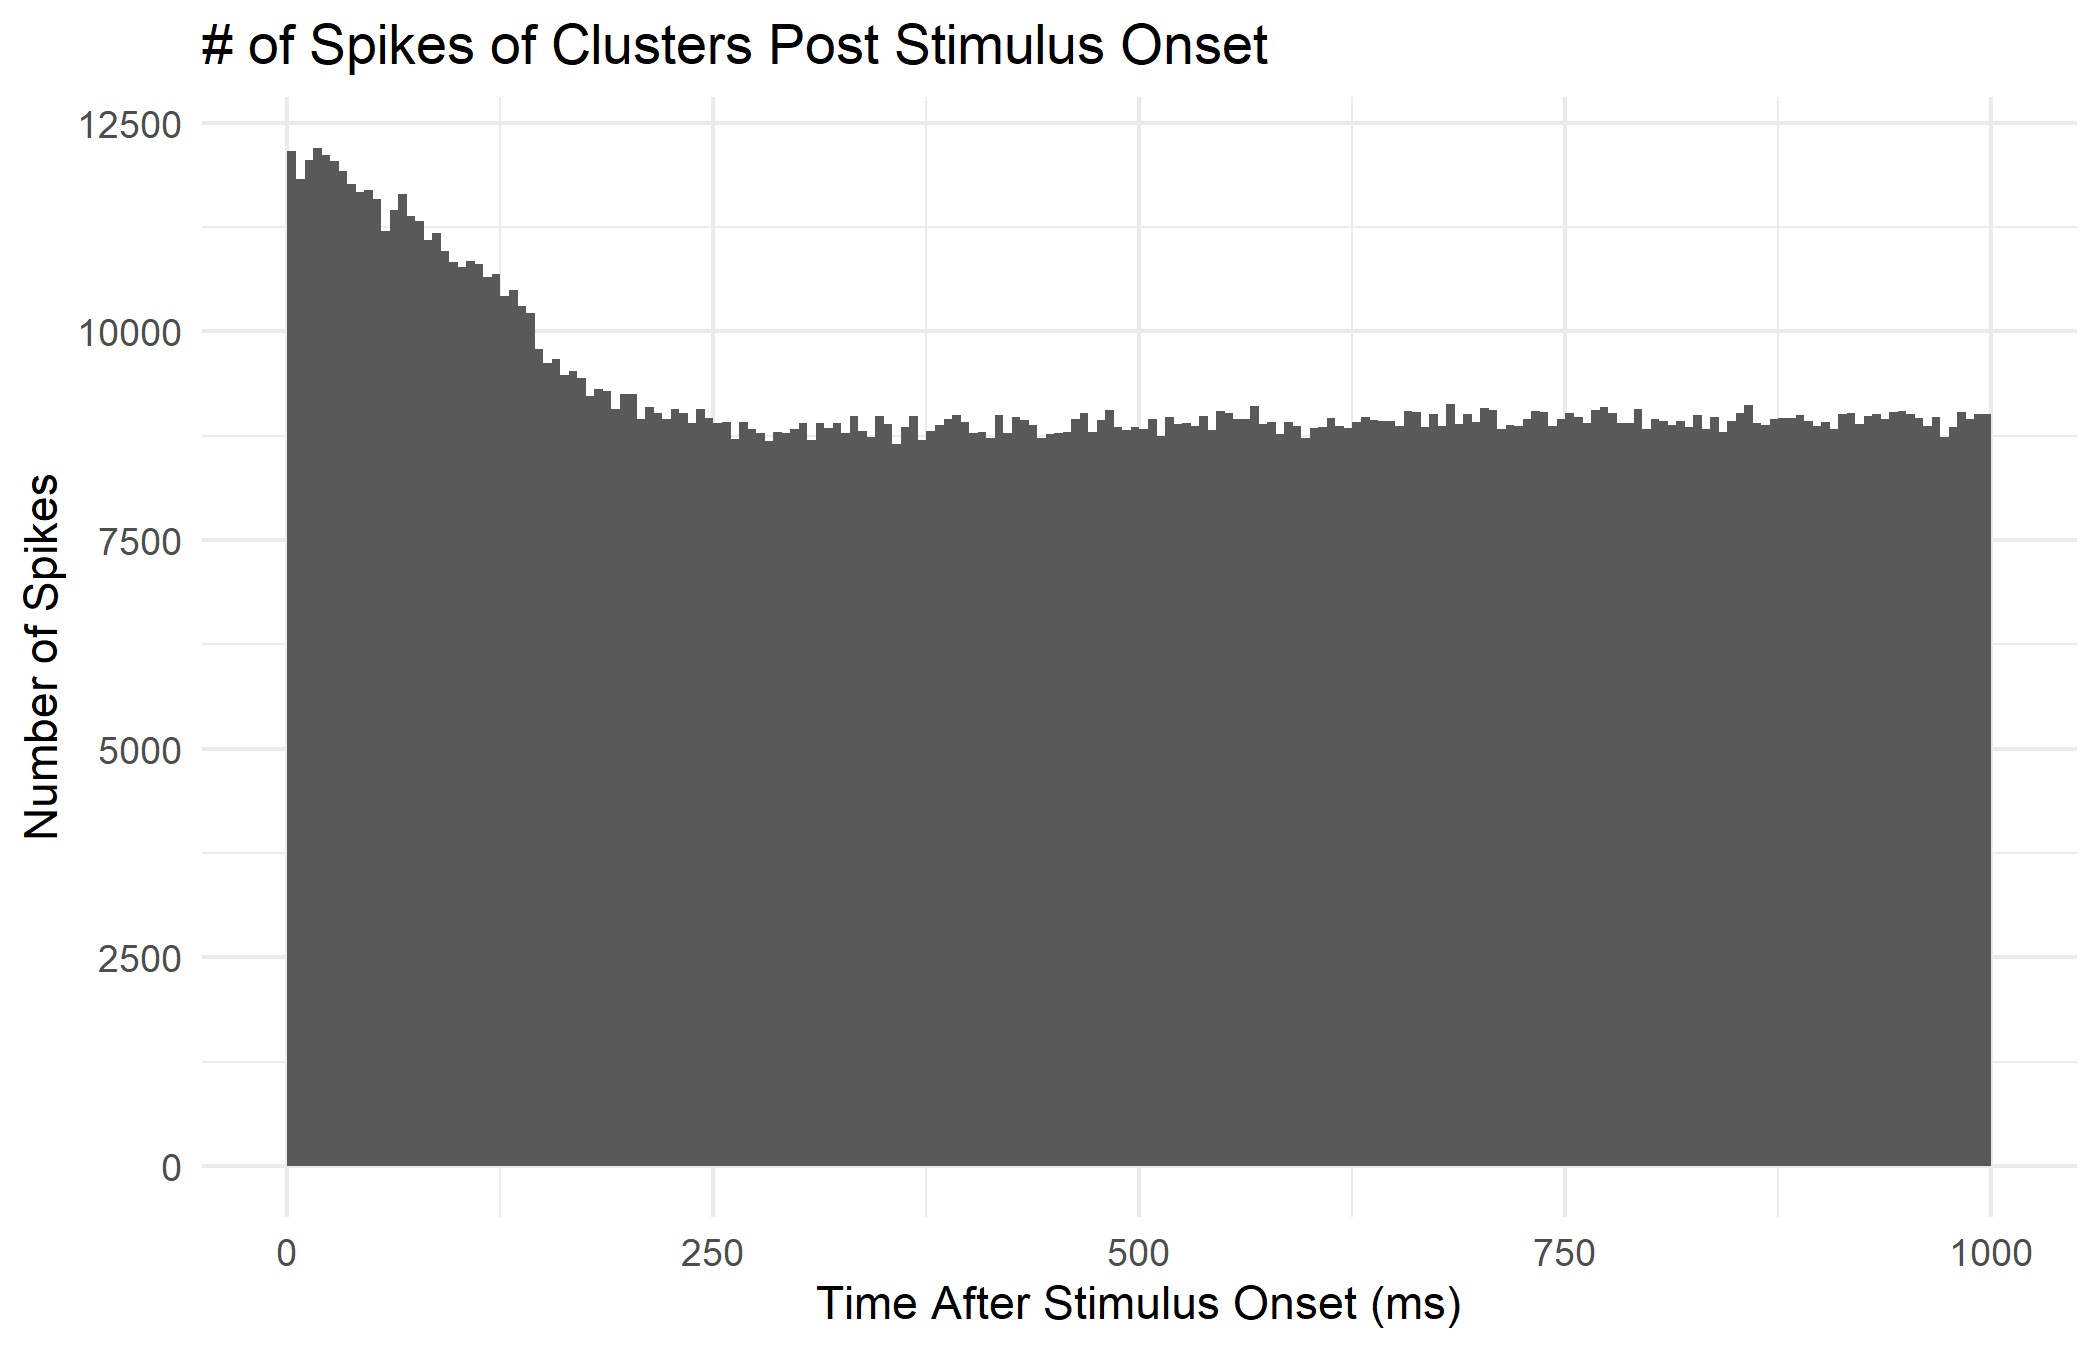 # of Spikes of Clusters Post Stimulus Onset
12500
10000
7500
5000
2500
0
Number of Spikes
0 250 500 750 1000
Time After Stimulus Onset (ms)